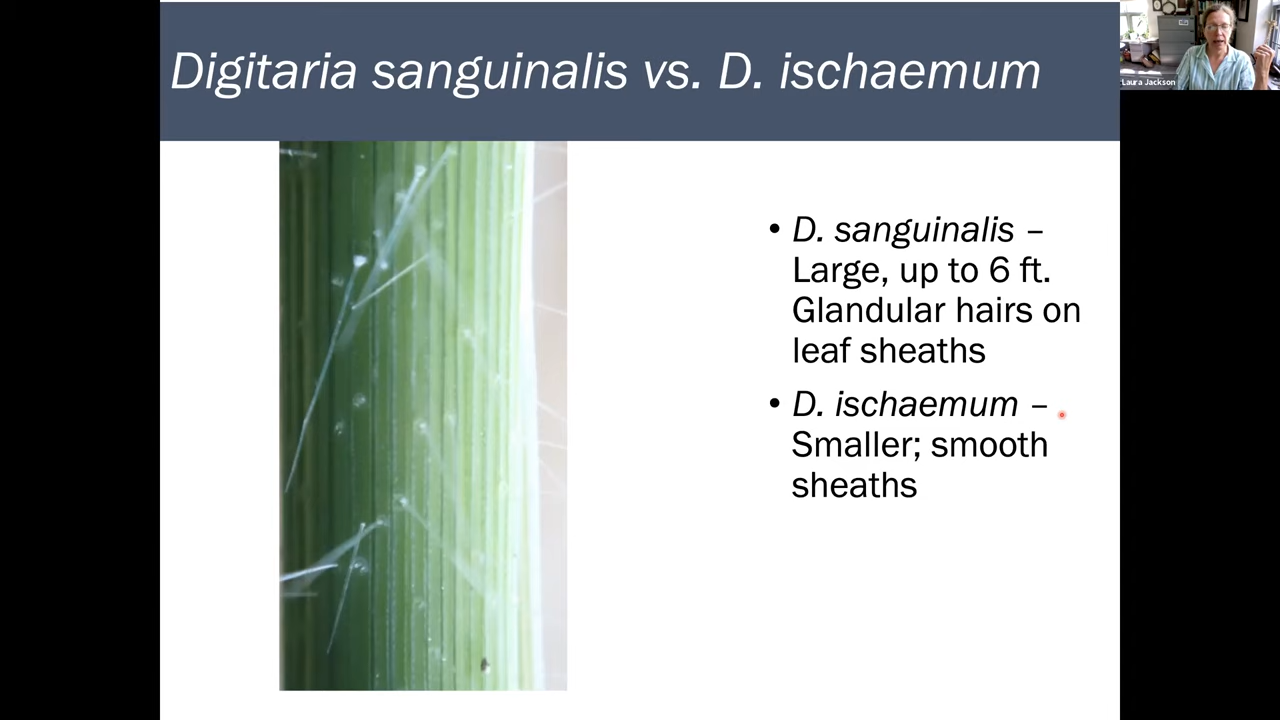 Digitaria sanguinalis vs. D. ischaemum
Laura Jackson
• D. sanguinalis –
Large, up to 6 ft.
Glandular hairs on
leaf sheaths
• D. ischaemum –
Smaller; smooth
sheaths